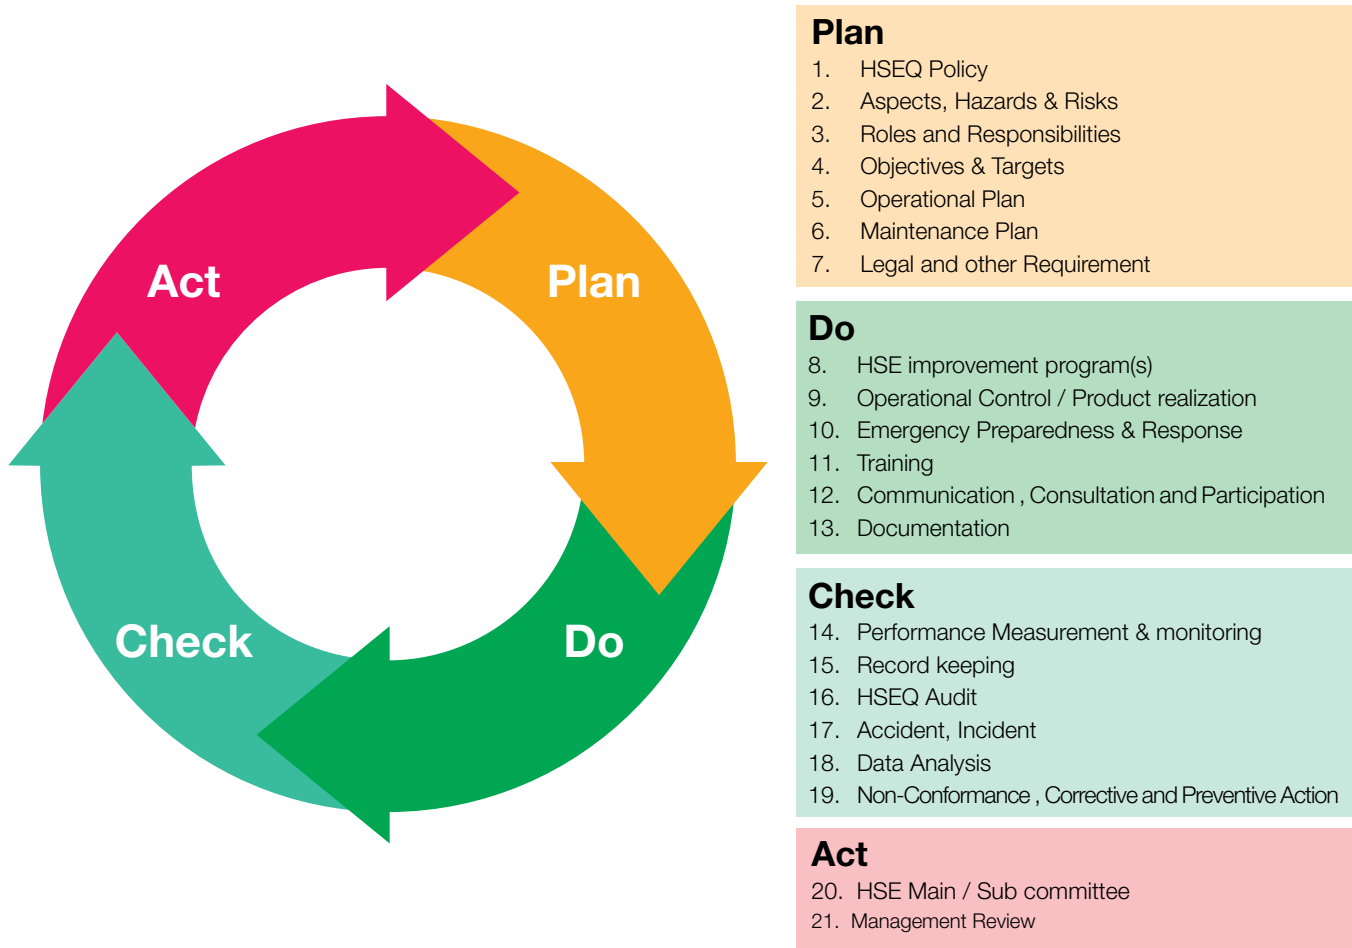 Act
Plan
Check
Do
Plan
1. HSEQ Policy
2. Aspects, Hazards & Risks
3. Roles and Responsibilities
4. Objectives & Targets
5. Operational Plan
6. Maintenance Plan
7. Legal and other Requirement
Do
8. HSE improvement program(s)
9. Operational Control / Product realization
10. Emergency Preparedness & Response
11. Training
12. Communication , Consultation and Participation
13. Documentation
Check
14. Performance Measurement & monitoring
15. Record keeping
16. HSEQ Audit
17. Accident, Incident
18. Data Analysis
19. Non-Conformance , Corrective and Preventive Action
Act
20. HSE Main / Sub committee
21. Management Review